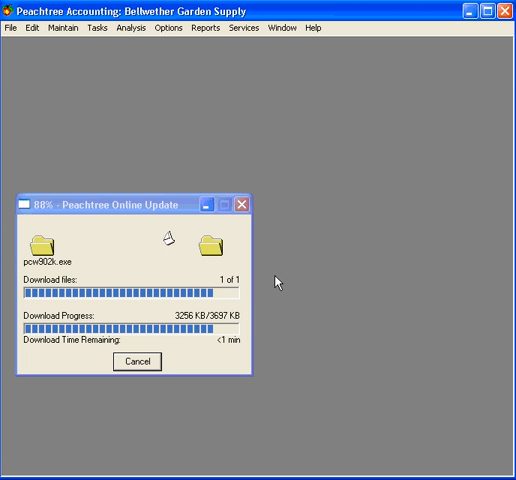 Peachtree Accounting: Bellwether Garden Supply
File Edit Maintain Tasks Analysis Options Reports Services Window Help
88% - Peachtree Online Update
pcw902k.exe
Download files: 1 of 1
Download Progress: 3256 KB/3697 KB
Download Time Remaining: <1 min
Cancel